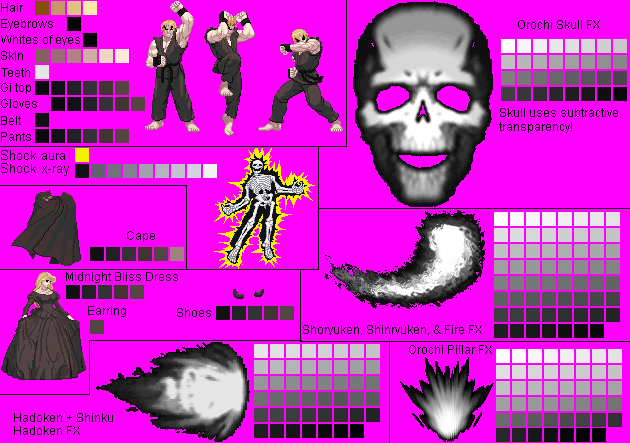 Hair
Eyebrows
Whites of eyes
Skin
Teeth
Gi top
Gloves
Belt
Pants
Shock aura
Shock x-ray
Orochi Skull FX
Skull uses subtractive
transparency!
Cape
Midnight Bliss Dress
Earring
Shoes
Shoryuken, Shinryuken, & Fire FX
Hadoken + Shinku
Hadoken FX
Orochi Pillar FX